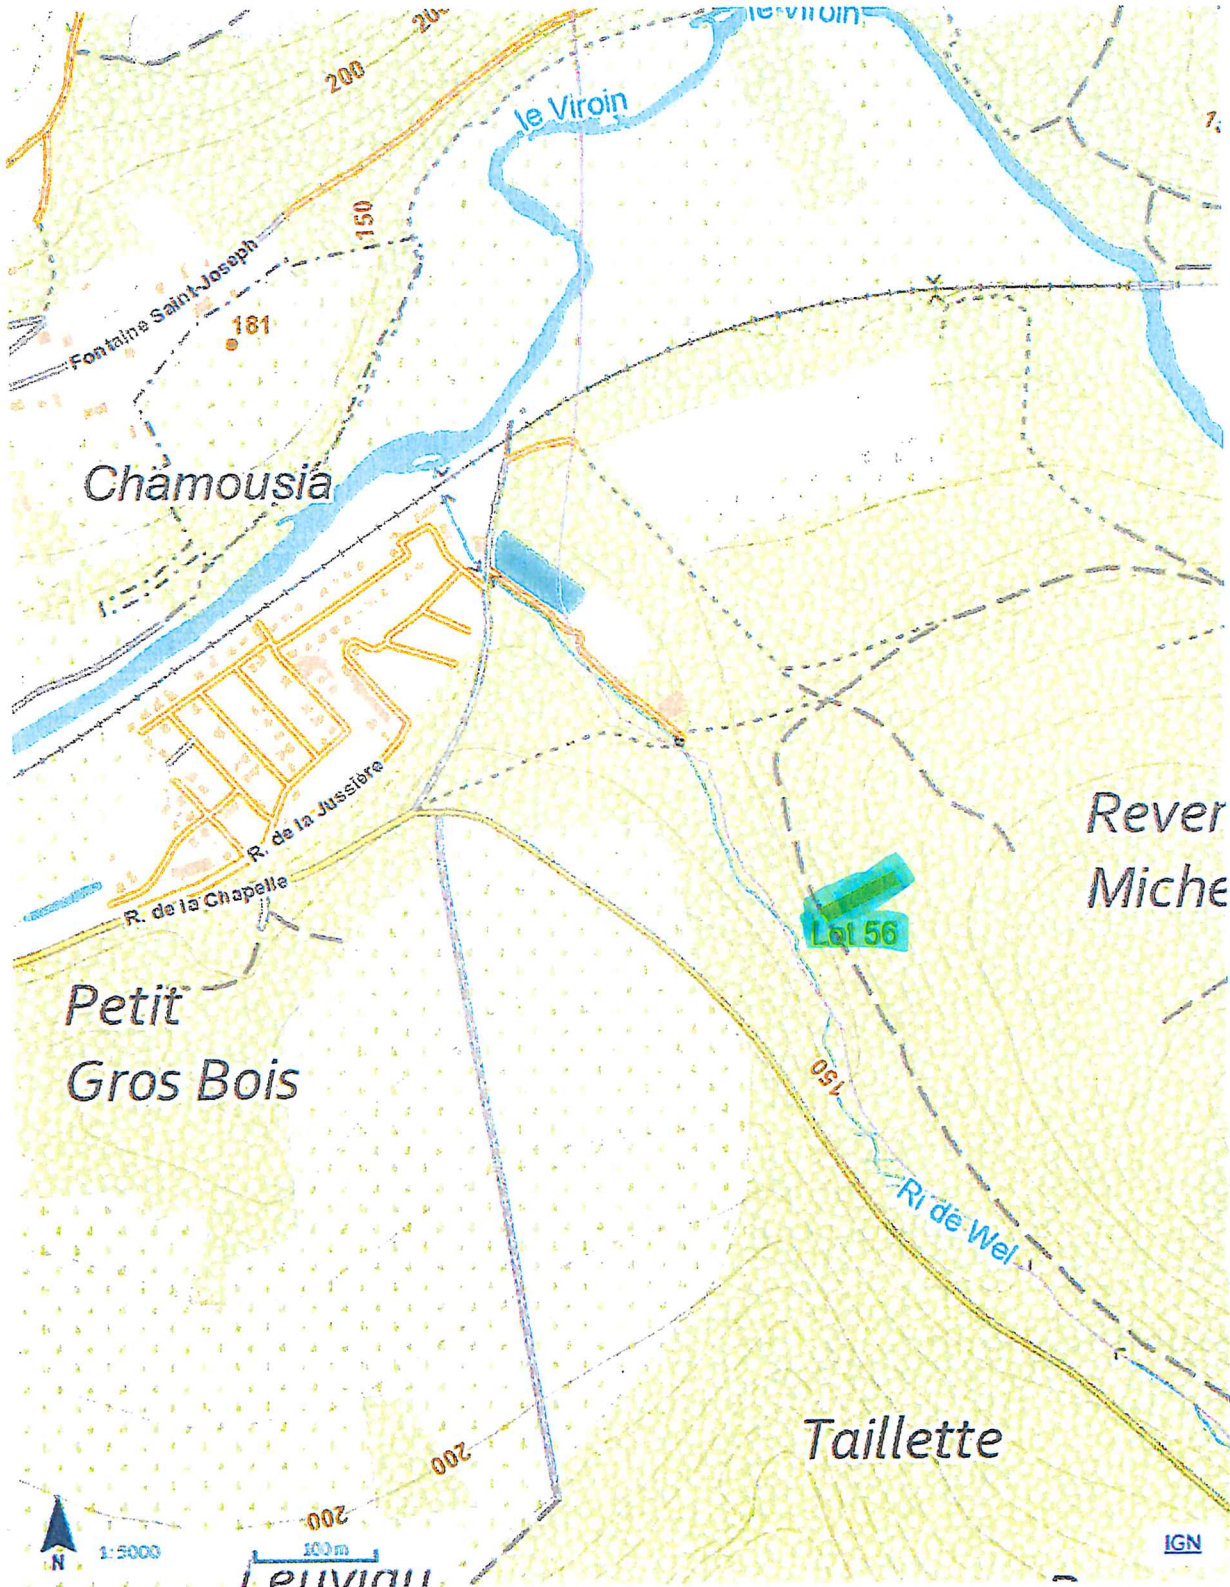 200
le Viroin
200
le Viroin
150
Fontaine Saint-Joseph
181
Chamousia
R. de la Jussière
Rever
Miche
R. de la Chapelle
Lot 56
Petit
Gros Bois
150
Ri de Wel
Taillette
200
200
N
1:5000
100 m
IGN